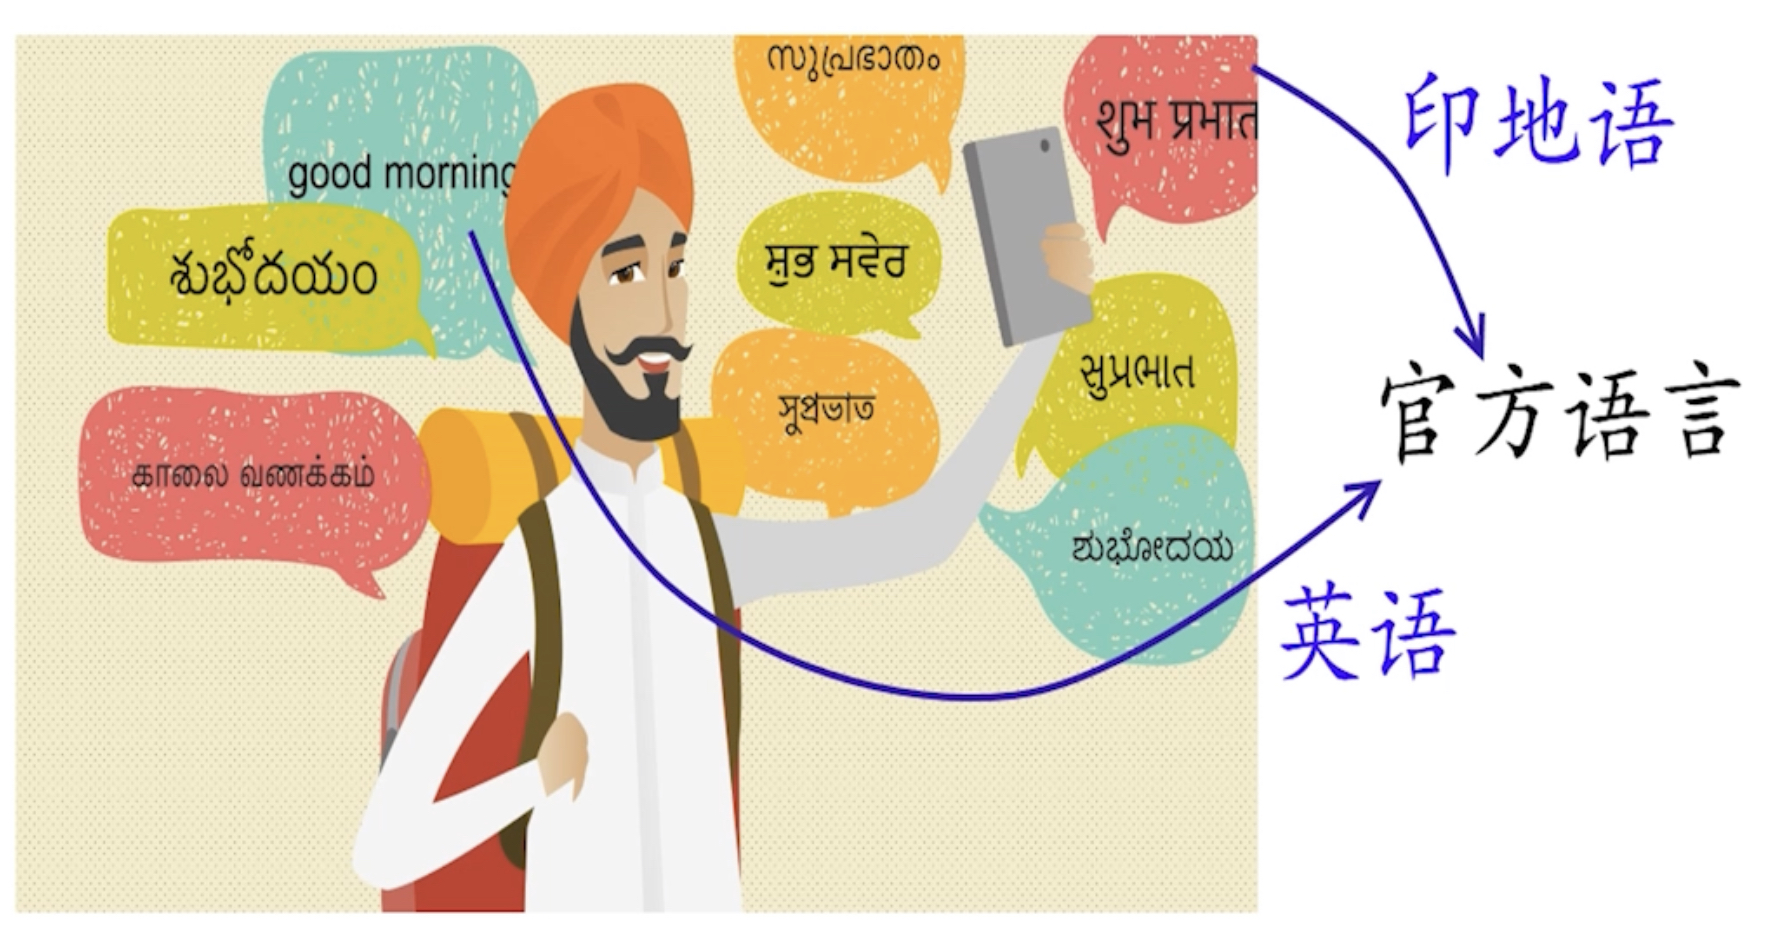 സുപ്രഭാതം
शुभ प्रभात
印地语
good morning
శుభోదయం
ਸ਼ੁਭ ਸਵੇਰ
સુપ્રભાત
সুপ্রভাত
官方语言
காலை வணக்கம்
ಶುಭೋದಯ
英语